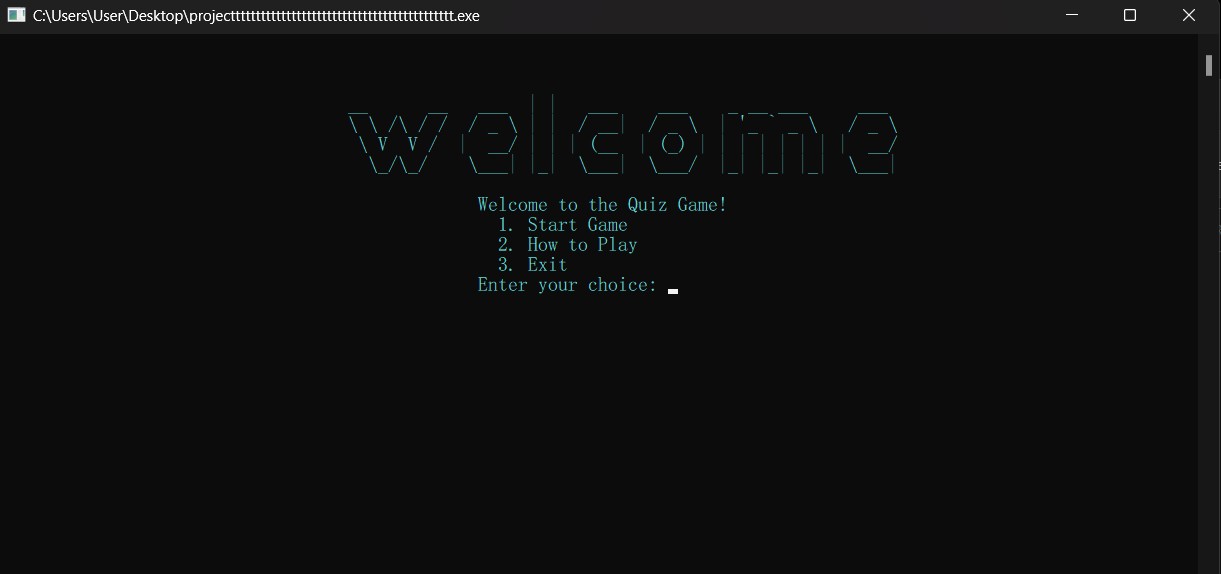 C:\Users\User\Desktop\projecttttttttttttttttttttttttttttttttttttttttttttt.exe
welcome
Welcome to the Quiz Game!
1. Start Game
2. How to Play
3. Exit
Enter your choice: